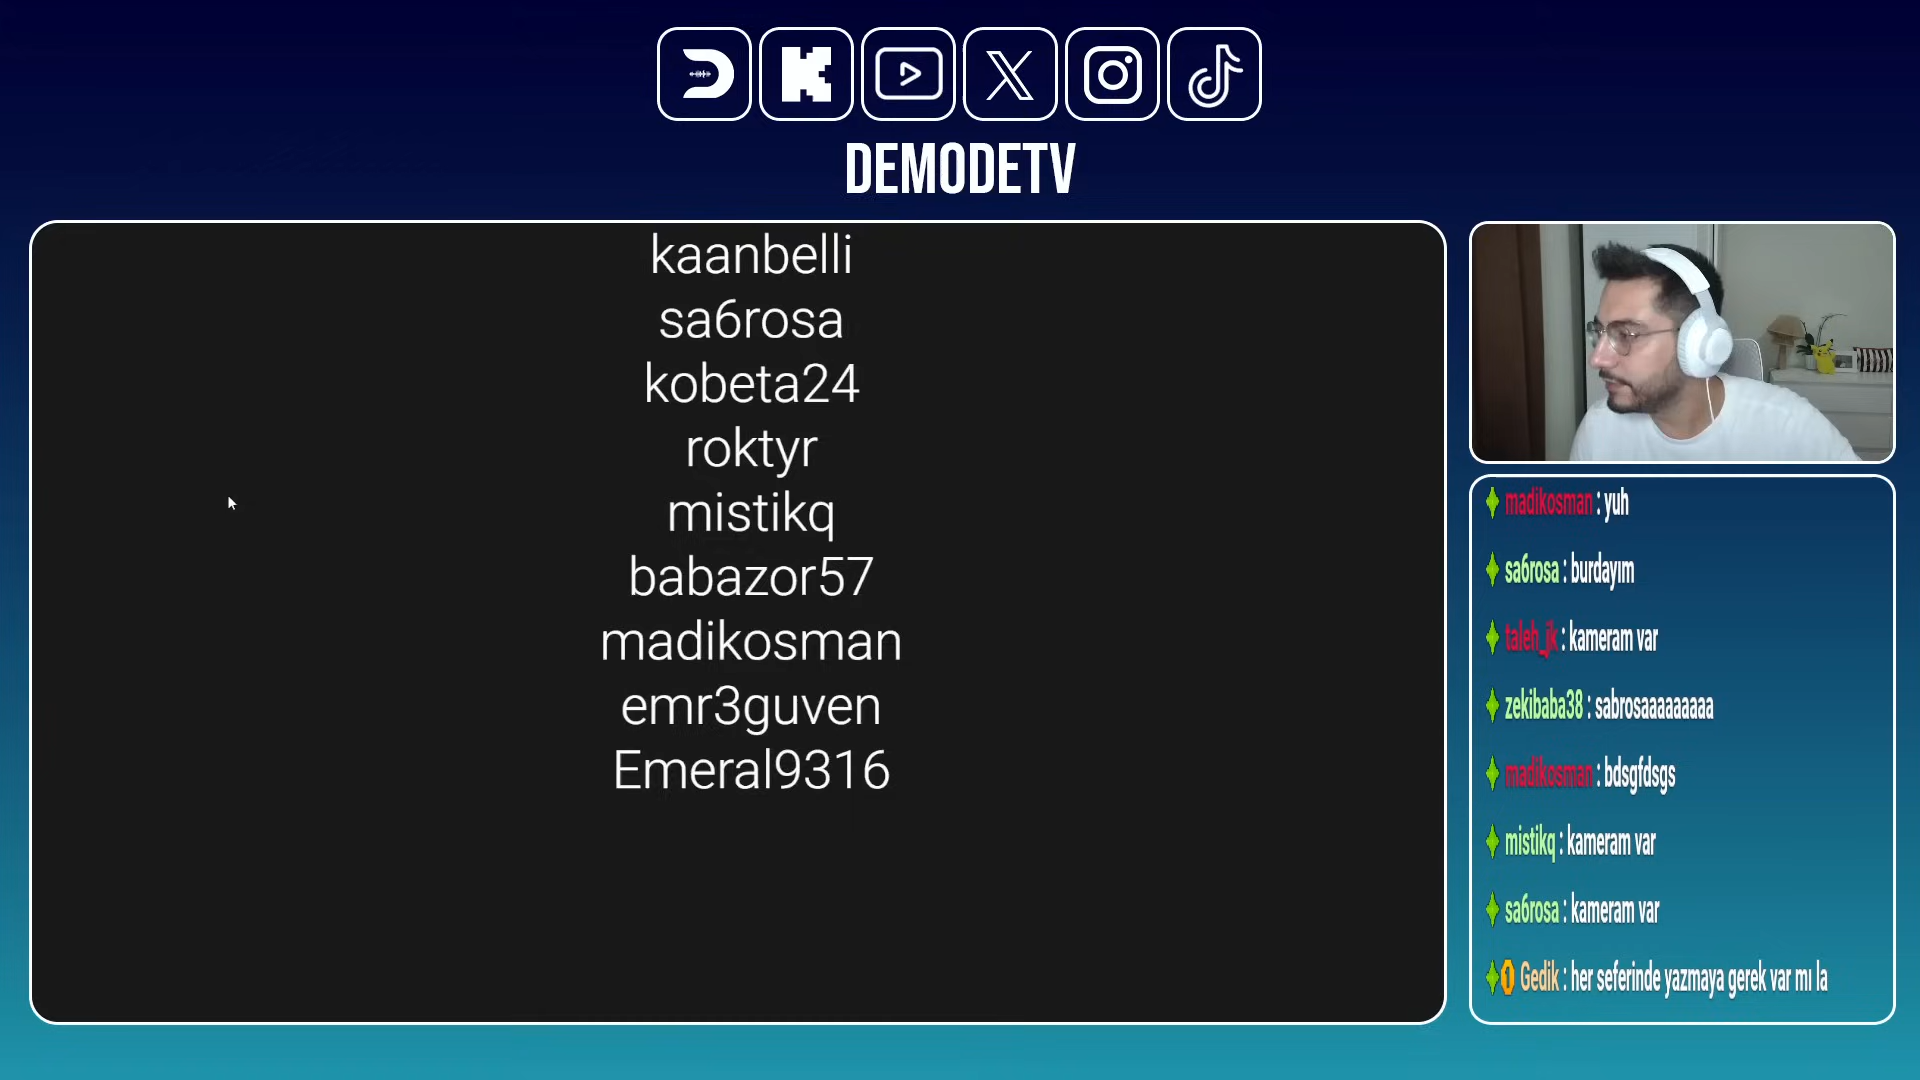 DEMODETV
kaanbelli
sa6rosa
kobeta24
roktyr
mistikq
babazor57
madikosman
emr3guven
Emeral9316
madikosman : yuh
sa6rosa : burdayım
taleh_jk : kameram var
zekibaba38 : sabrosaaaaaaaaa
madikosman : bdsgfdsgs
mistikq : kameram var
sa6rosa : kameram var
1 Gedik : her seferinde yazmaya gerek var mı la